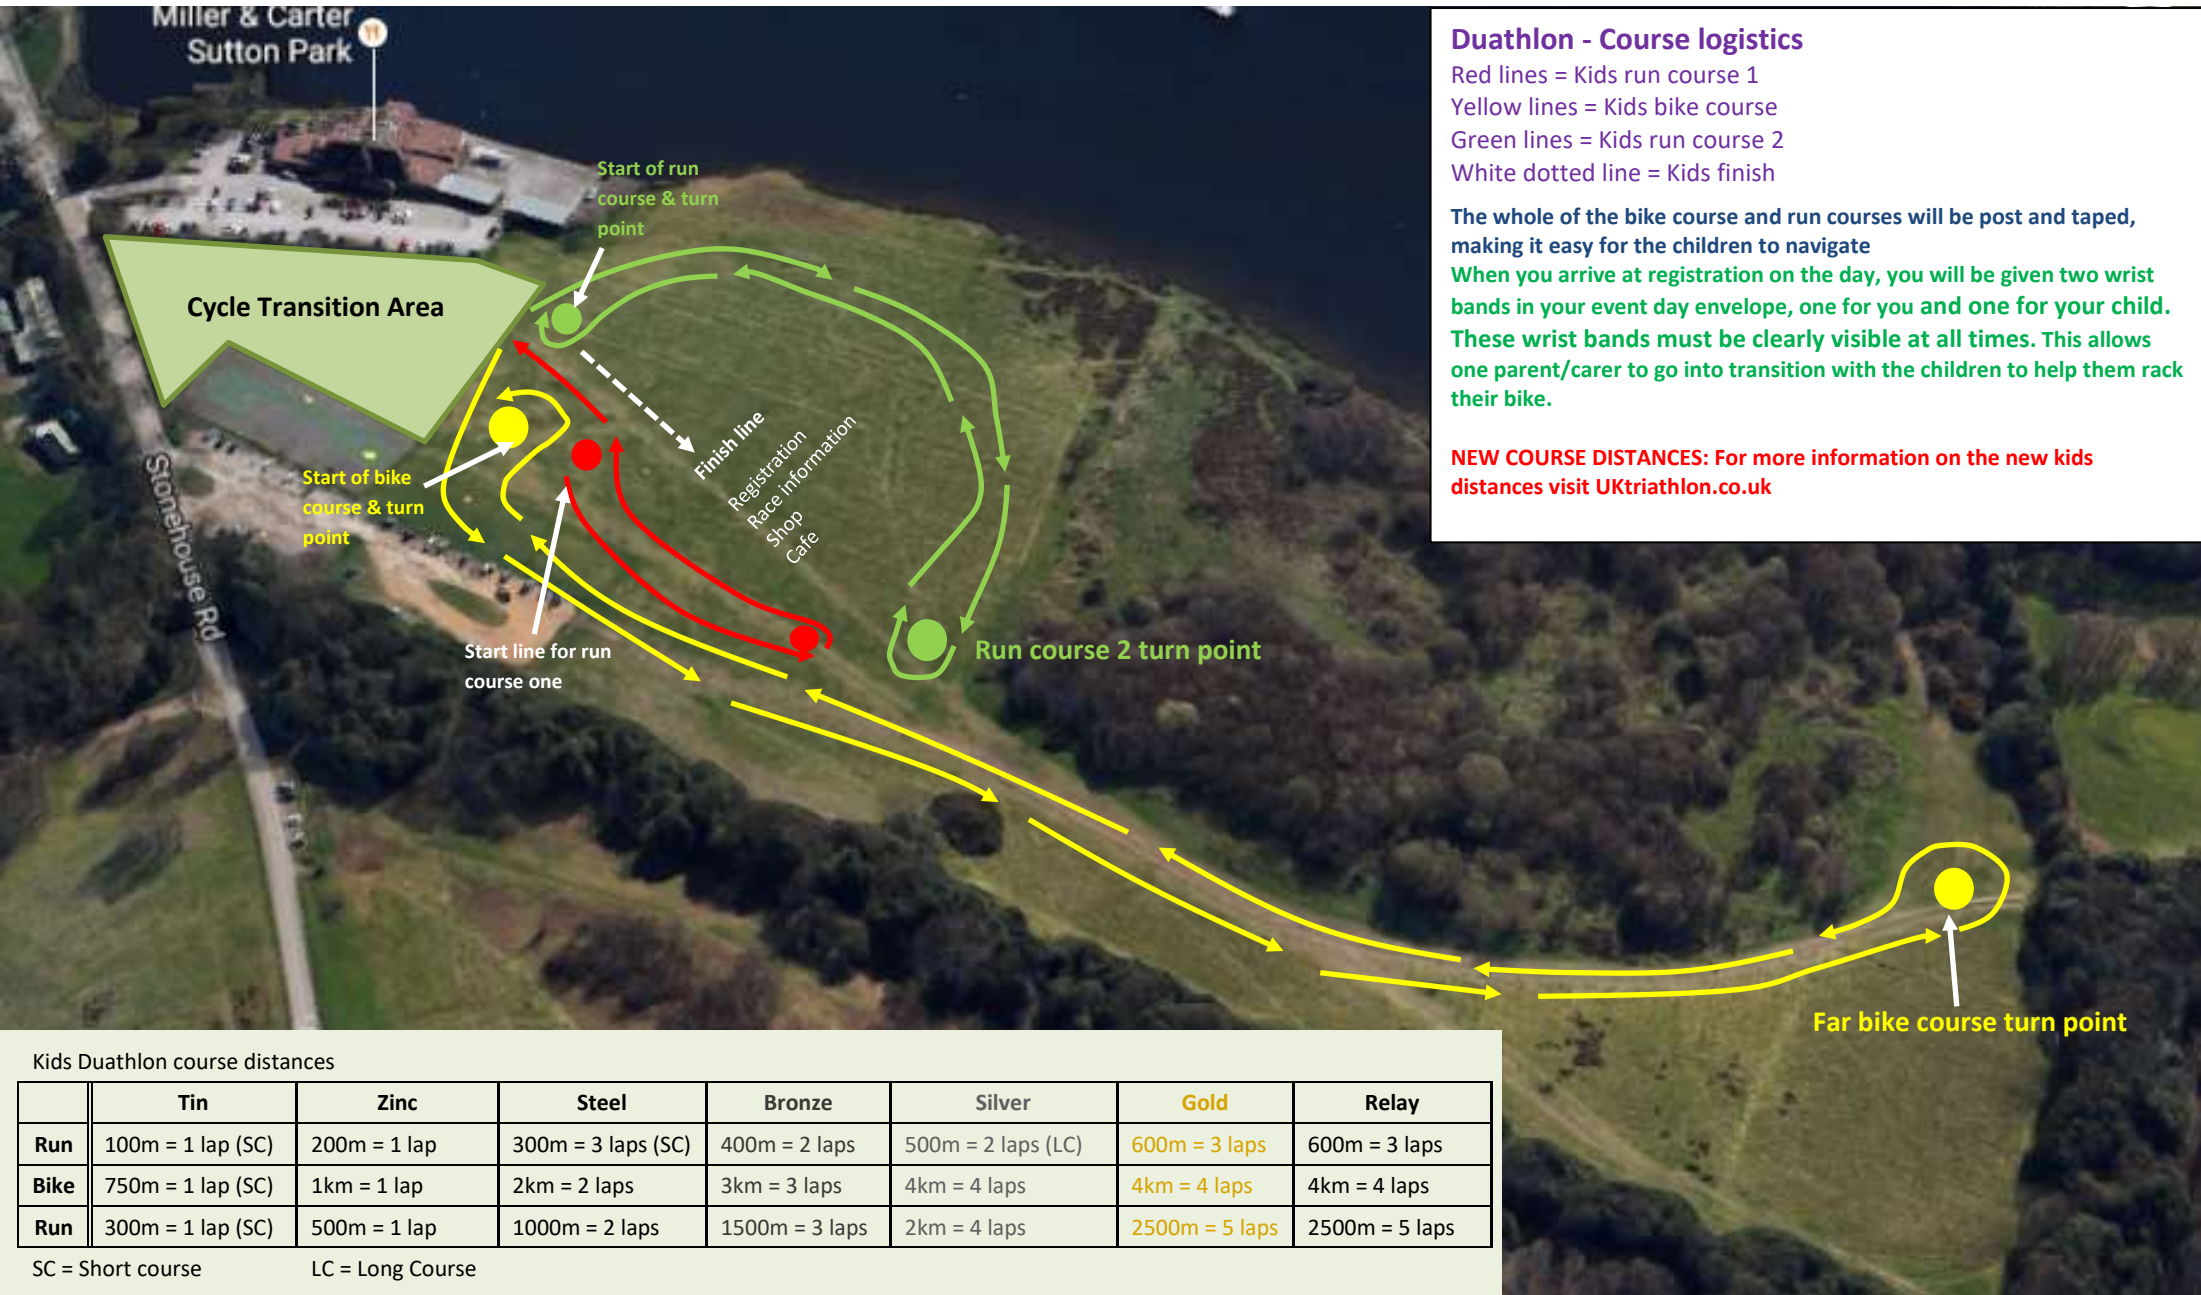 Miller & Carter
Sutton Park
Duathlon - Course logistics
Red lines = Kids run course 1
Yellow lines = Kids bike course
Green lines = Kids run course 2
White dotted line = Kids finish
The whole of the bike course and run courses will be post and taped,
making it easy for the children to navigate
When you arrive at registration on the day, you will be given two wrist
bands in your event day envelope, one for you and one for your child.
These wrist bands must be clearly visible at all times. This allows
one parent/carer to go into transition with the children to help them rack
their bike.
NEW COURSE DISTANCES: For more information on the new kids
distances visit UKtriathlon.co.uk
Start of run
course & turn
point
Cycle Transition Area
Finish line
Registration
Race information
Shop
Cafe
Start of bike
course & turn
point
Stonehouse Rd
Start line for run
course one
Run course 2 turn point
Far bike course turn point
Kids Duathlon course distances
Tin Zinc Steel Bronze Silver Gold Relay
Run 100m = 1 lap (SC) 200m = 1 lap 300m = 3 laps (SC) 400m = 2 laps 500m = 2 laps (LC) 600m = 3 laps 600m = 3 laps
Bike 750m = 1 lap (SC) 1km = 1 lap 2km = 2 laps 3km = 3 laps 4km = 4 laps 4km = 4 laps 4km = 4 laps
Run 300m = 1 lap (SC) 500m = 1 lap 1000m = 2 laps 1500m = 3 laps 2km = 4 laps 2500m = 5 laps 2500m = 5 laps
SC = Short course LC = Long Course